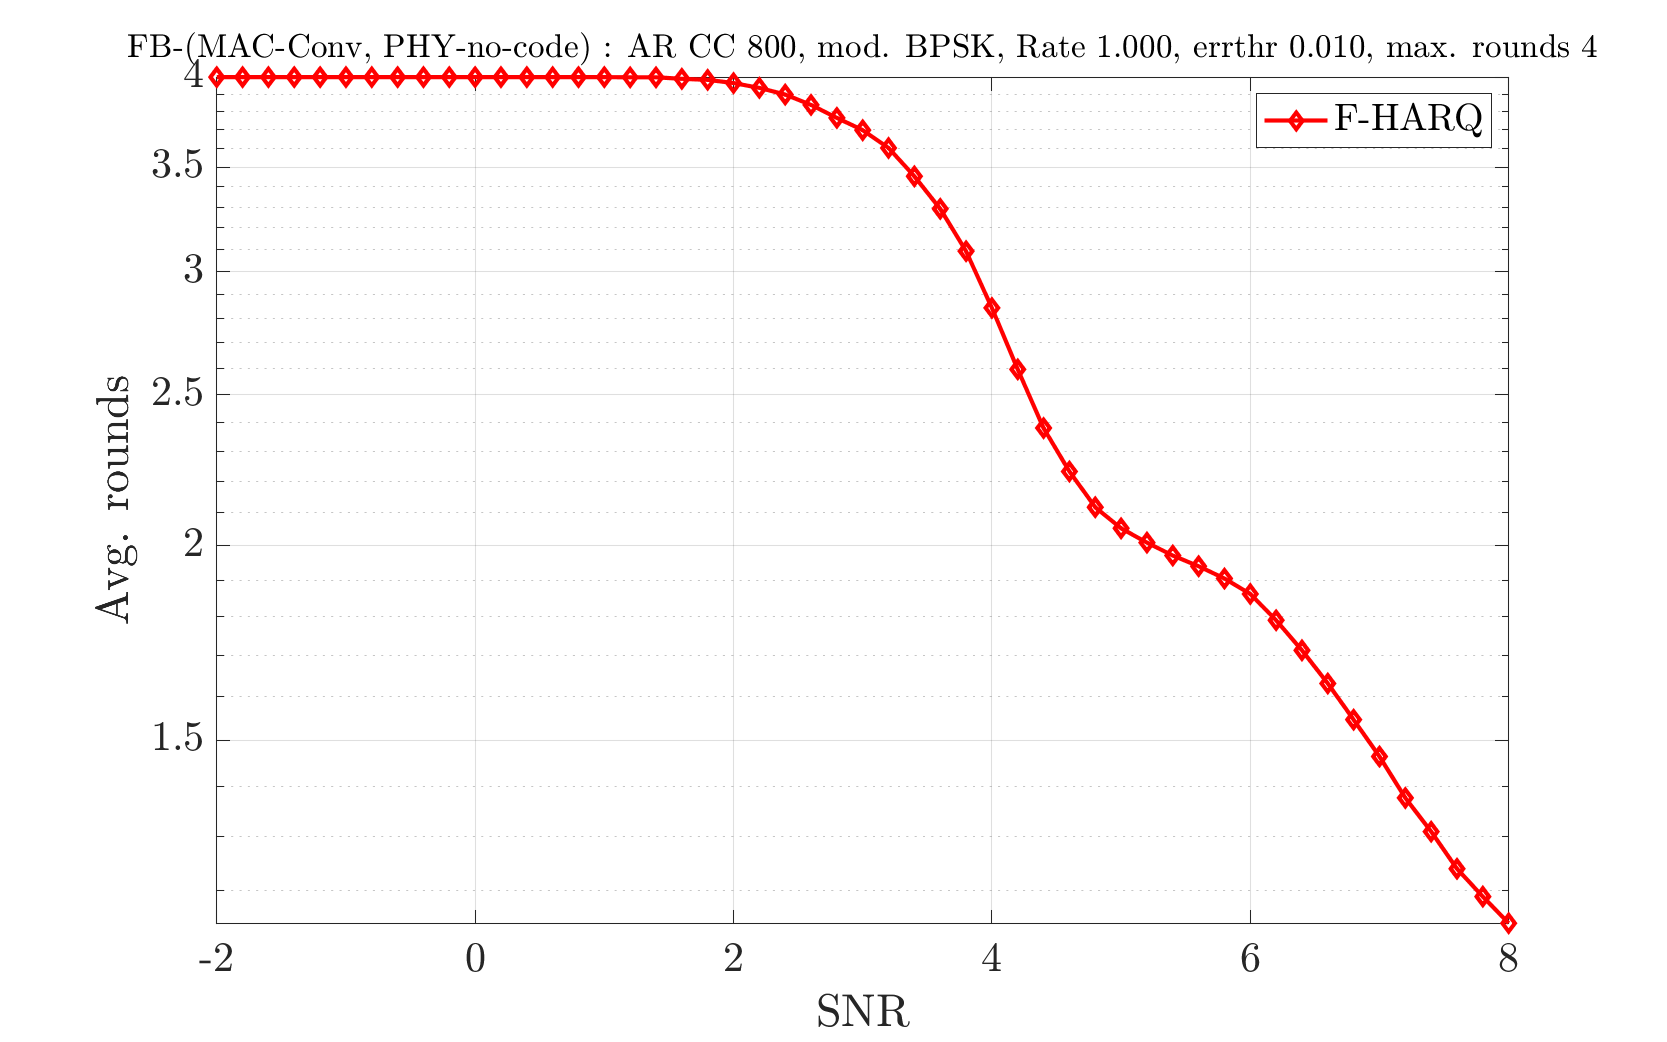 FB-(MAC-Conv, PHY-no-code) : AR CC 800, mod. BPSK, Rate 1.000, errthr 0.010, max. rounds 4
F-HARQ
4
3.5
3
2.5
2
1.5
Avg. rounds
-2 0 2 4 6 8
SNR